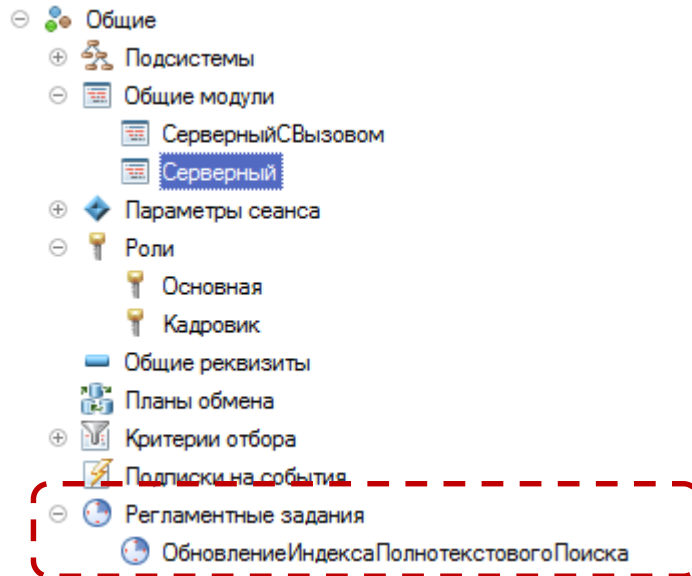 Общие
Подсистемы
Общие модули
СерверныйСВызовом
Серверный
Параметры сеанса
Роли
Основная
Кадровик
Общие реквизиты
Планы обмена
Критерии отбора
Подписки на события
Регламентные задания
ОбновлениеИндексаПолнотекстовогоПоиска